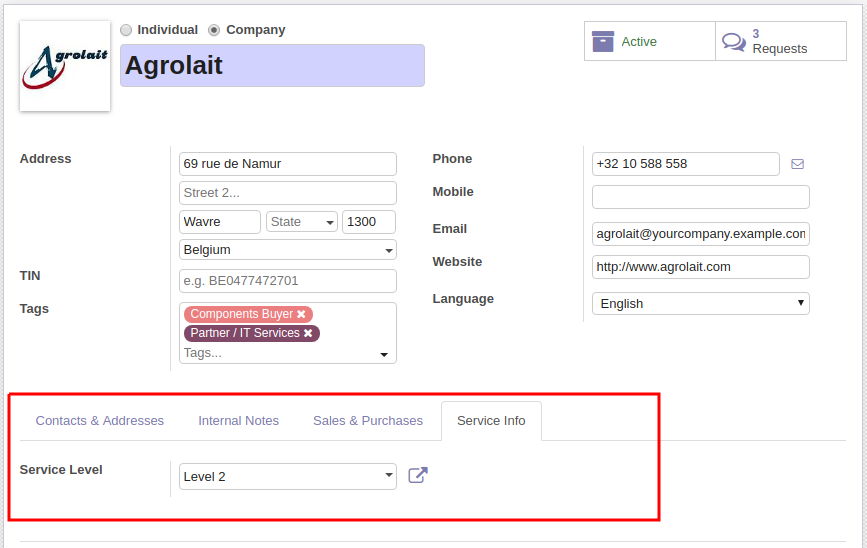 Agrolait
Individual
Company
Agrolait
Active
3
Requests
Address
69 rue de Namur
Street 2...
Wavre
State
1300
Belgium
TIN
e.g. BE0477472701
Tags
Components Buyer ✖
Partner / IT Services ✖
Tags...
Phone
+32 10 588 558
Mobile
Email
agrolait@yourcompany.example.com
Website
http://www.agrolait.com
Language
English
Contacts & Addresses
Internal Notes
Sales & Purchases
Service Info
Service Level
Level 2